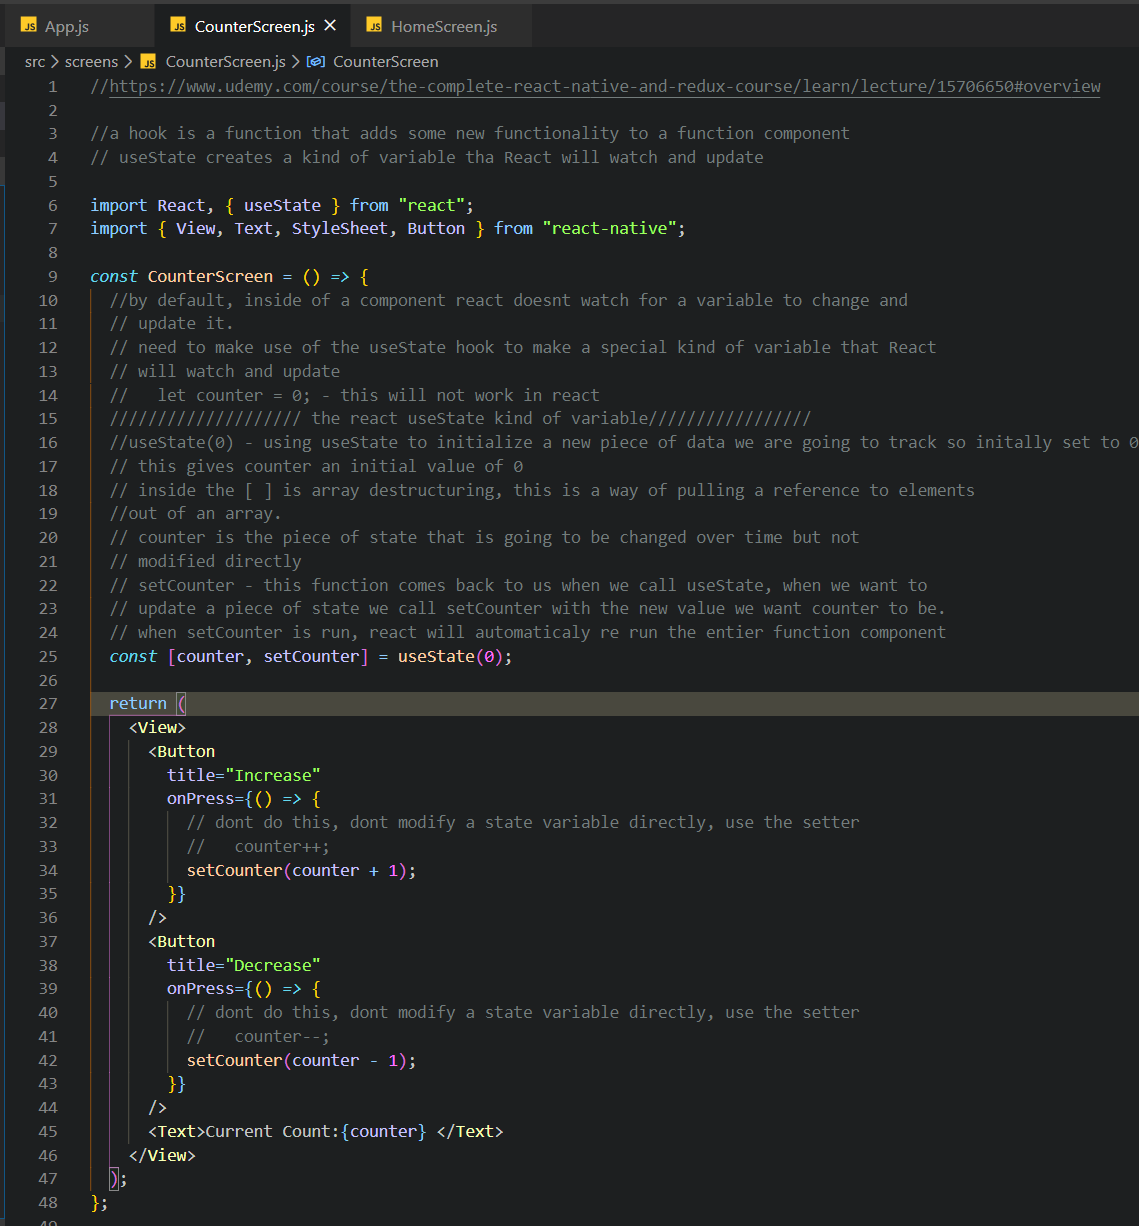 JS App.js JS CounterScreen.js × JS HomeScreen.js
src > screens > JS CounterScreen.js > CounterScreen
1 //https://www.udemy.com/course/the-complete-react-native-and-redux-course/learn/lecture/15706650#overview
2
3 //a hook is a function that adds some new functionality to a function component
4 // useState creates a kind of variable tha React will watch and update
5
6 import React, { useState } from "react";
7 import { View, Text, StyleSheet, Button } from "react-native";
8
9 const CounterScreen = () => {
10 //by default, inside of a component react doesnt watch for a variable to change and
11 // update it.
12 // need to make use of the useState hook to make a special kind of variable that React
13 // will watch and update
14 //   let counter = 0; - this will not work in react
15 //////////////////// the react useState kind of variable/////////////////
16 //useState(0) - using useState to initialize a new piece of data we are going to track so initally set to 0
17 // this gives counter an initial value of 0
18 // inside the [ ] is array destructuring, this is a way of pulling a reference to elements
19 //out of an array.
20 // counter is the piece of state that is going to be changed over time but not
21 // modified directly
22 // setCounter - this function comes back to us when we call useState, when we want to
23 // update a piece of state we call setCounter with the new value we want counter to be.
24 // when setCounter is run, react will automaticaly re run the entier function component
25 const [counter, setCounter] = useState(0);
26
27 return (
28 <View>
29 <Button
30 title="Increase"
31 onPress={() => {
32 // dont do this, dont modify a state variable directly, use the setter
33 //   counter++;
34 setCounter(counter + 1);
35 }}
36 />
37 <Button
38 title="Decrease"
39 onPress={() => {
40 // dont do this, dont modify a state variable directly, use the setter
41 //   counter--;
42 setCounter(counter - 1);
43 }}
44 />
45 <Text>Current Count:{counter} </Text>
46 </View>
47 );
48 };
49